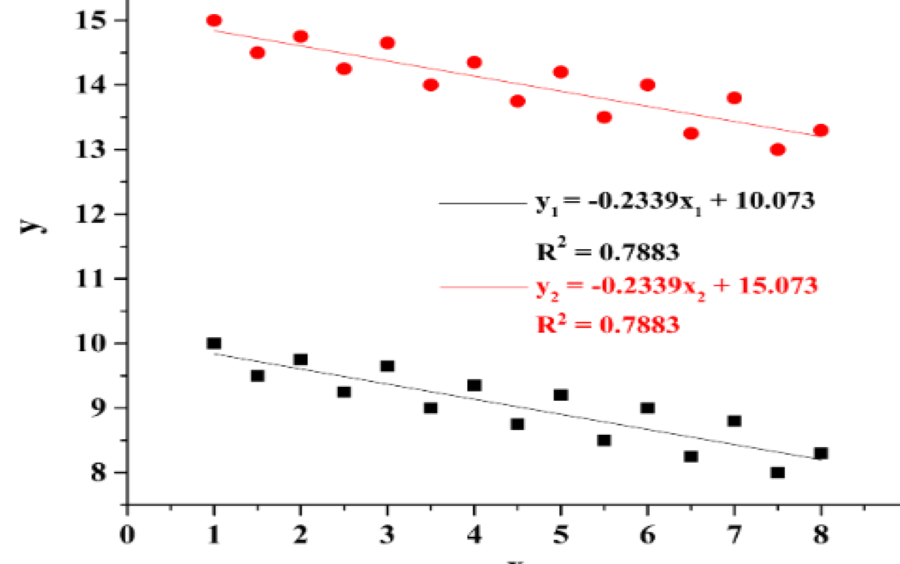 15
14
13
12
11
10
9
8
y
y₁ = -0.2339x₁ + 10.073
R² = 0.7883
y₂ = -0.2339x₂ + 15.073
R² = 0.7883
0 1 2 3 4 5 6 7 8